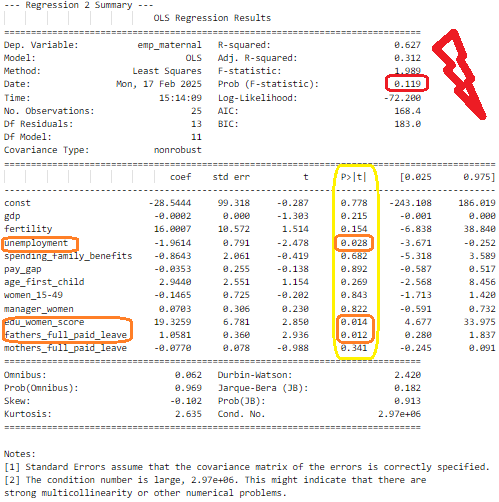 --- Regression 2 Summary ---
OLS Regression Results
Dep. Variable: emp_maternal R-squared: 0.627
Model: OLS Adj. R-squared: 0.312
Method: Least Squares F-statistic: 1.989
Date: Mon, 17 Feb 2025 Prob (F-statistic): 0.119
Time: 15:14:09 Log-Likelihood: -72.200
No. Observations: 25 AIC: 168.4
Df Residuals: 13 BIC: 183.0
Df Model: 11
Covariance Type: nonrobust
coef std err t P>|t| [0.025 0.975]
const -28.5444 99.318 -0.287 0.778 -243.108 186.019
gdp -0.0002 0.000 -1.303 0.215 -0.001 0.000
fertility 16.0007 10.572 1.514 0.154 -6.838 38.840
unemployment -1.9614 0.791 -2.478 0.028 -3.671 -0.252
spending_family_benefits -0.8643 2.061 -0.419 0.682 -5.318 3.589
pay_gap -0.0353 0.255 -0.138 0.892 -0.587 0.517
age_first_child 2.9440 2.551 1.154 0.269 -2.568 8.456
women_15-49 -0.1465 0.725 -0.202 0.843 -1.713 1.420
manager_women 0.0703 0.306 0.230 0.822 -0.591 0.732
edu_women_score 19.3259 6.781 2.850 0.014 4.677 33.975
fathers_full_paid_leave 1.0581 0.360 2.936 0.012 0.280 1.837
mothers_full_paid_leave -0.0770 0.078 -0.988 0.341 -0.245 0.091
Omnibus: 0.062 Durbin-Watson: 2.420
Prob(Omnibus): 0.969 Jarque-Bera (JB): 0.182
Skew: -0.102 Prob(JB): 0.913
Kurtosis: 2.635 Cond. No. 2.97e+06
Notes:
[1] Standard Errors assume that the covariance matrix of the errors is correctly specified.
[2] The condition number is large, 2.97e+06. This might indicate that there are
strong multicollinearity or other numerical problems.